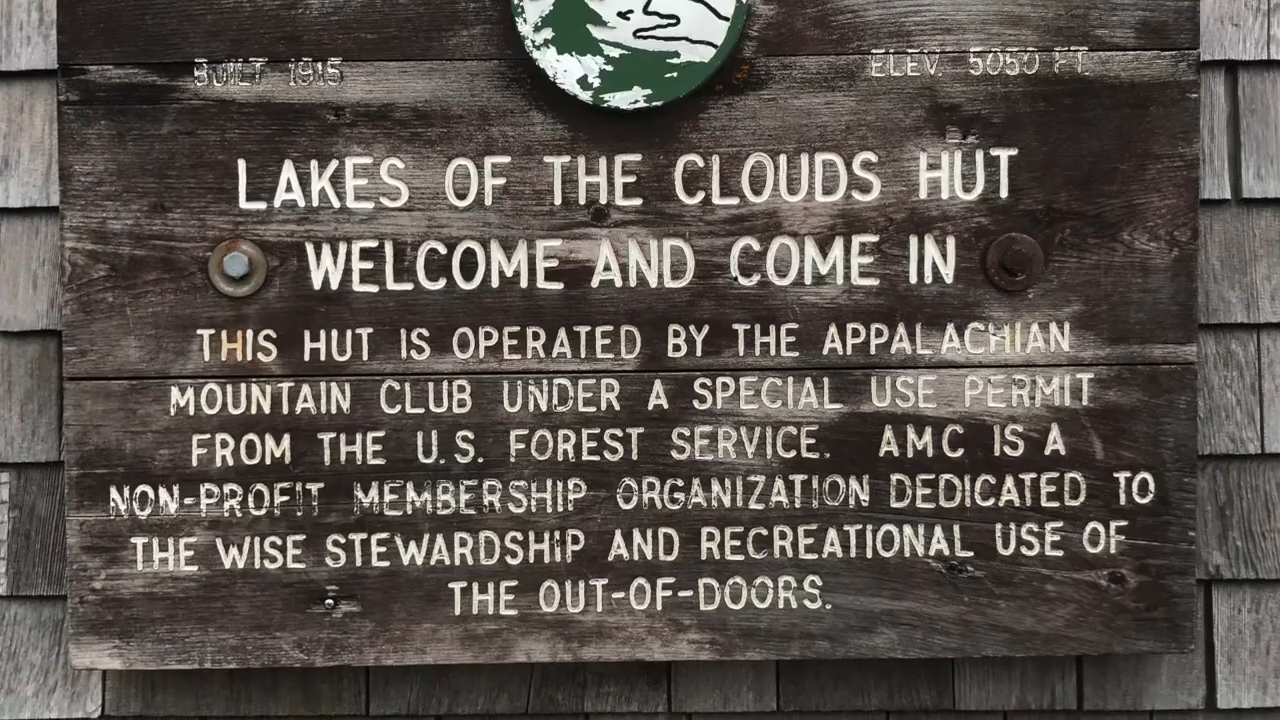 BUILT 1915 ELEV. 5050 FT.
LAKES OF THE CLOUDS HUT
WELCOME AND COME IN
THIS HUT IS OPERATED BY THE APPALACHIAN
MOUNTAIN CLUB UNDER A SPECIAL USE PERMIT
FROM THE U.S. FOREST SERVICE. AMC IS A
NON-PROFIT MEMBERSHIP ORGANIZATION DEDICATED TO
THE WISE STEWARDSHIP AND RECREATIONAL USE OF
THE OUT-OF-DOORS.